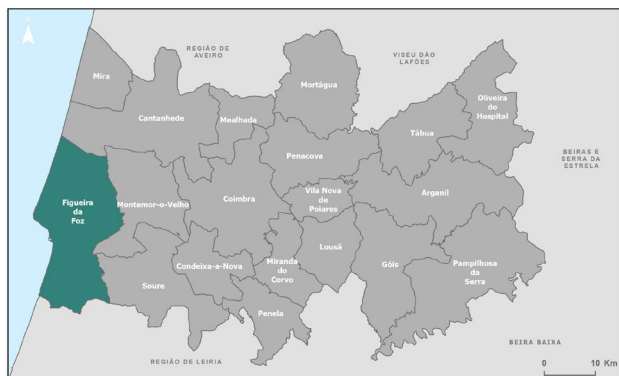 REGIÃO DE
AVEIRO
VISEU DÃO
LAFÕES
Mira
Mortágua
Oliveira
do
Hospital
Cantanhede
Mealhada
Tábua
Penacova
BEIRAS E
SERRA DA
ESTRELA
Figueira
da
Foz
Montemor-o-Velho
Coimbra
Vila Nova
de
Poiares
Arganil
Lousã
Condeixa-a-Nova
Miranda
do
Corvo
Góis
Pampilhosa
da
Serra
Soure
Penela
REGIÃO DE LEIRIA
BEIRA BAIXA
0 10 Km